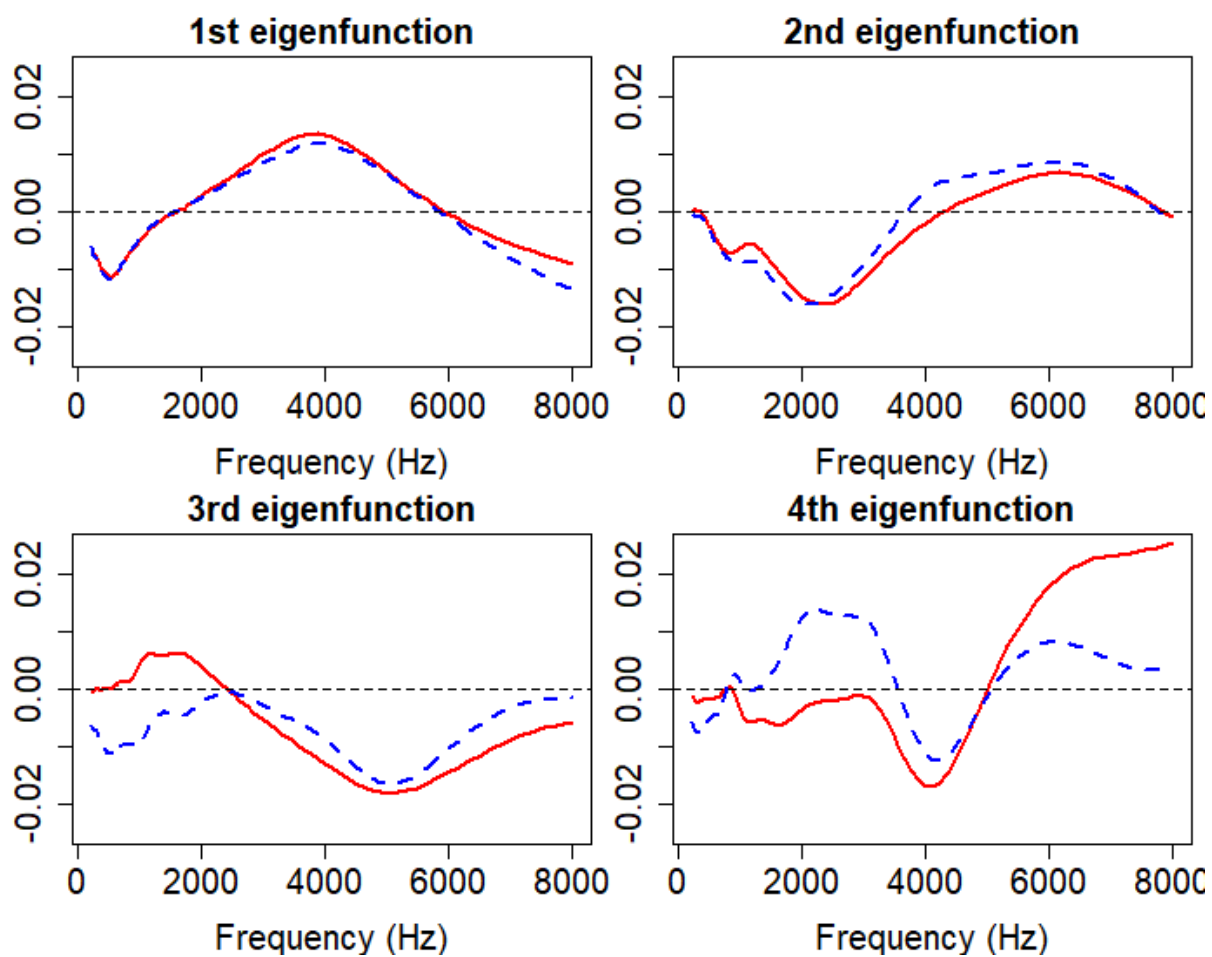 1st eigenfunction
0.02
0.00
-0.02
0 2000 4000 6000 8000
Frequency (Hz)
2nd eigenfunction
0.02
0.00
-0.02
0 2000 4000 6000 8000
Frequency (Hz)
3rd eigenfunction
0.02
0.00
-0.02
0 2000 4000 6000 8000
Frequency (Hz)
4th eigenfunction
0.02
0.00
-0.02
0 2000 4000 6000 8000
Frequency (Hz)